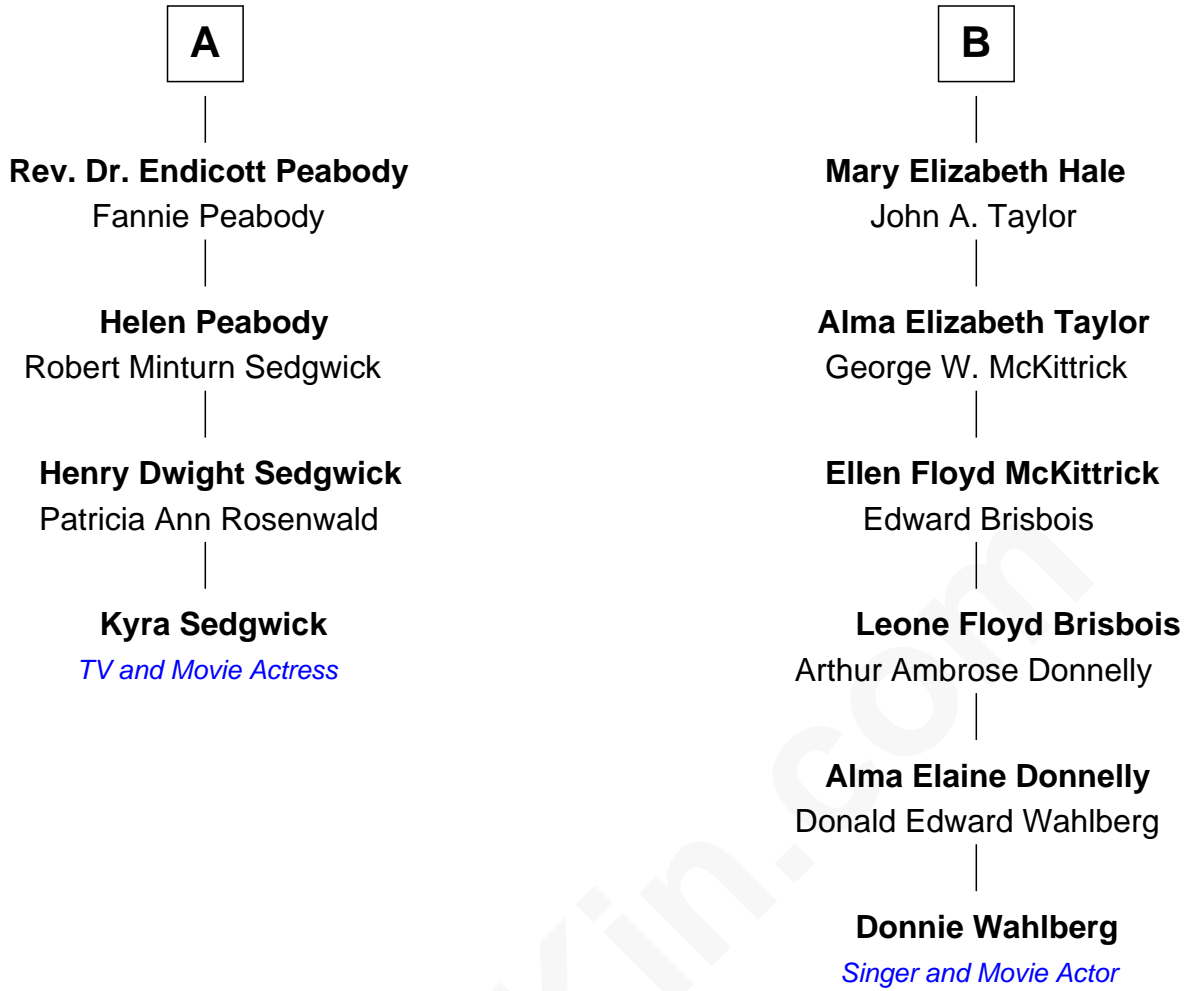 A
Rev. Dr. Endicott Peabody
Fannie Peabody
Helen Peabody
Robert Minturn Sedgwick
Henry Dwight Sedgwick
Patricia Ann Rosenwald
Kyra Sedgwick
TV and Movie Actress
B
Mary Elizabeth Hale
John A. Taylor
Alma Elizabeth Taylor
George W. McKittrick
Ellen Floyd McKittrick
Edward Brisbois
Leone Floyd Brisbois
Arthur Ambrose Donnelly
Alma Elaine Donnelly
Donald Edward Wahlberg
Donnie Wahlberg
Singer and Movie Actor